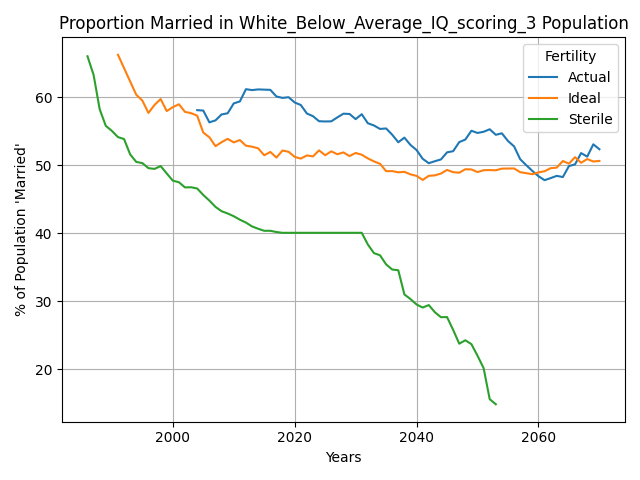 Proportion Married in White_Below_Average_IQ_scoring_3 Population
Fertility
Actual
Ideal
Sterile
% of Population 'Married'
60
50
40
30
20
2000
2020
2040
2060
Years